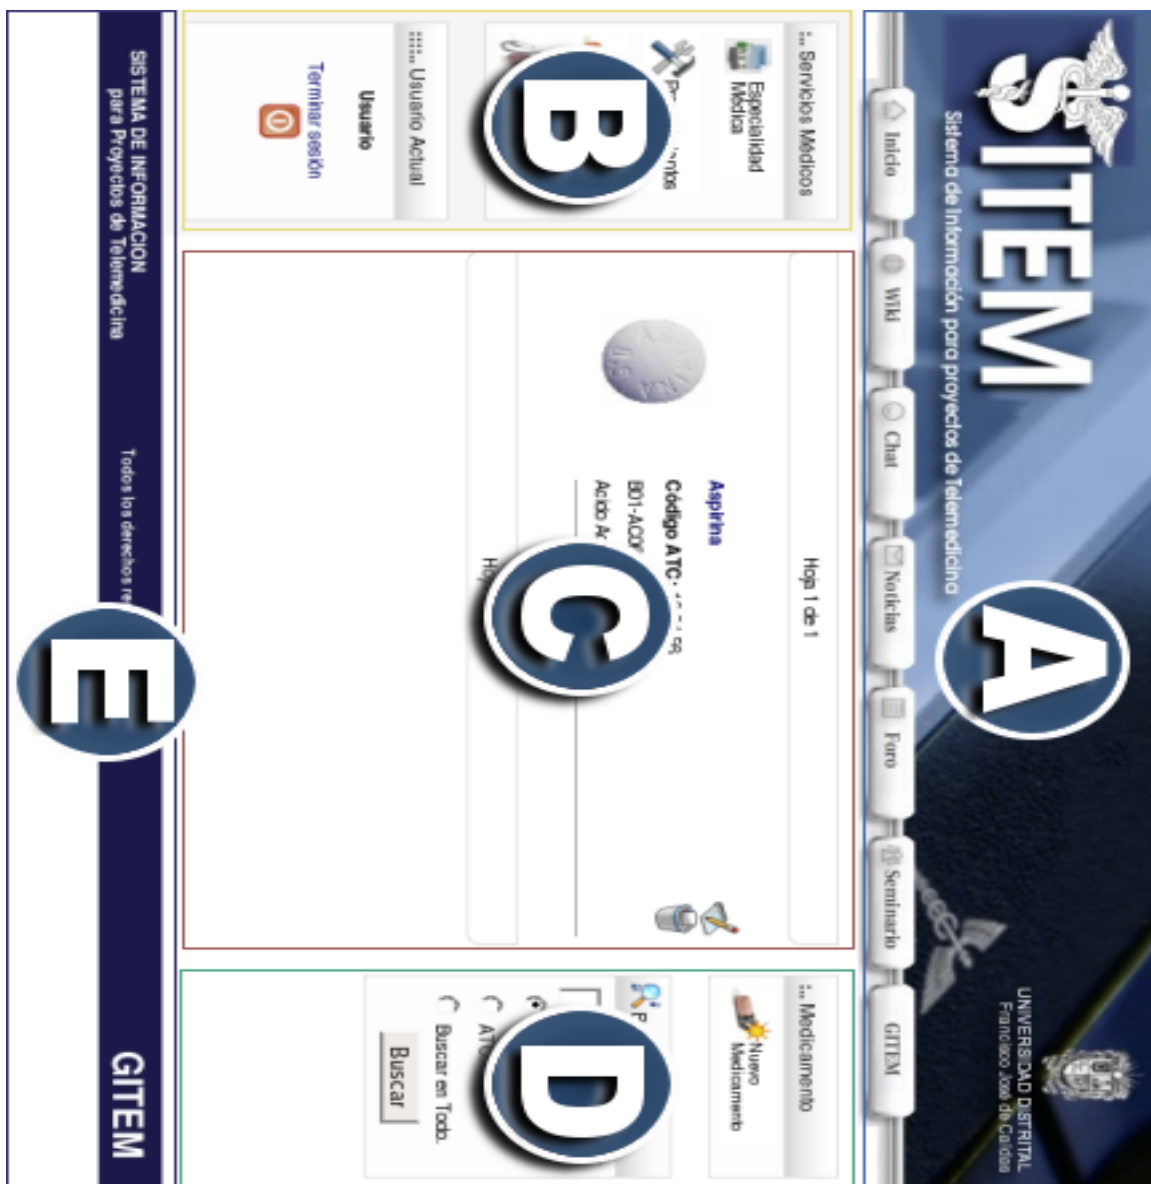 SITEM
Sistema de Información para proyectos de Telemedicina
UNIVERSIDAD DISTRITAL
Francisco José de Caldas
A
Inicio
Wiki
Chat
Noticias
Foro
Seminario
GITEM
::. Servicios Médicos
Especialidad
Médica
B
::::.. Usuario Actual
Usuario
Terminar sesión
Hoja 1 de 1
ASPIRINA
Aspirina
Código ATC:
Acido
C
::. Medicamento
Nuevo
Medicamento
D
Buscar en Todo.
Buscar
SISTEMA DE INFORMACION
para Proyectos de Telemedicina
Todos los derechos
E
GITEM